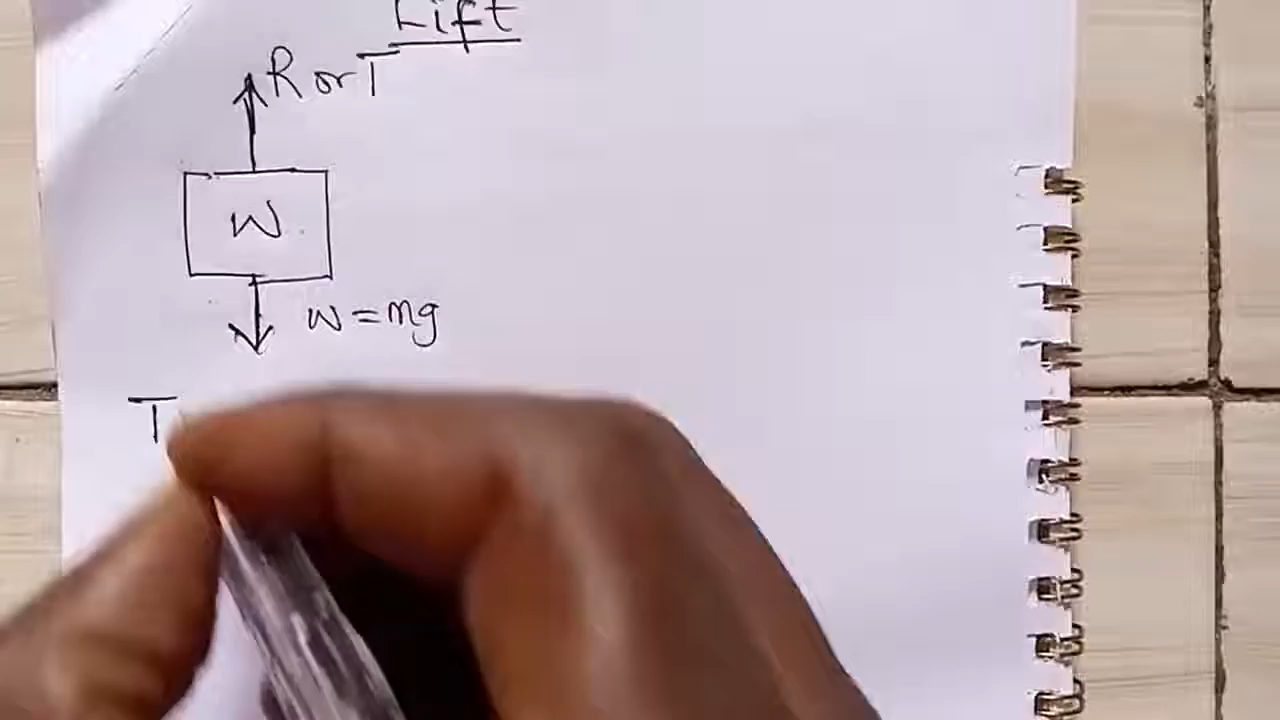 Lift
R or T
W
W = mg
T